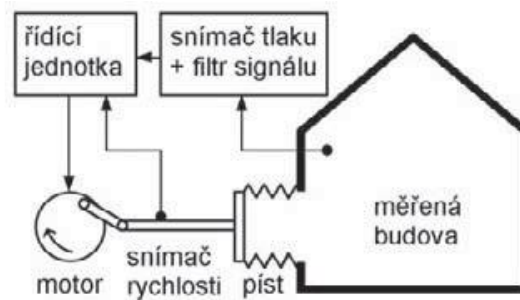 řídící
jednotka
snímač tlaku
+ filtr signálu
měřená
budova
snímač
motor rychlosti píst